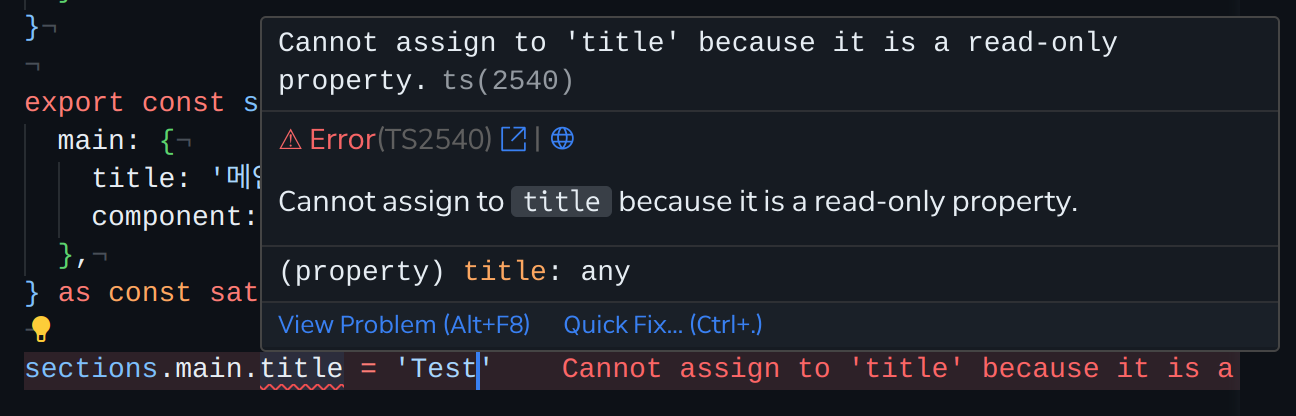 }¬
¬
export const s
main: {¬
title: '메인
component:
},¬
} as const sat
Cannot assign to 'title' because it is a read-only
property. ts(2540)
Error(TS2540) |
Cannot assign to title because it is a read-only property.
(property) title: any
View Problem (Alt+F8) Quick Fix... (Ctrl+.)
sections.main.title = 'Test' Cannot assign to 'title' because it is a